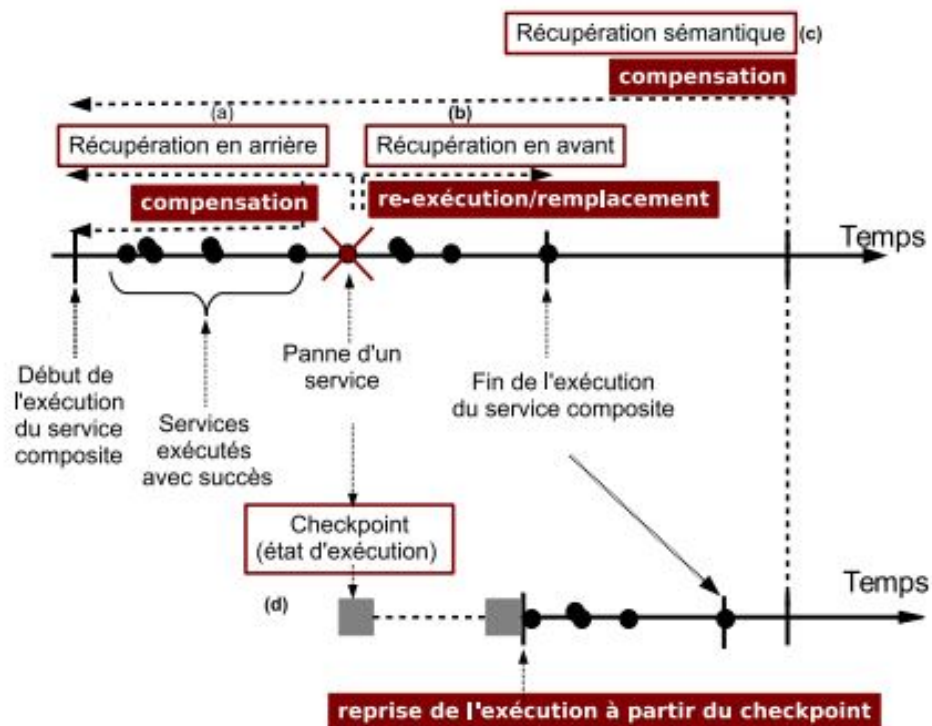 Récupération sémantique (c)
compensation
(a)
(b)
Récupération en arrière
Récupération en avant
compensation
re-exécution/remplacement
Temps
Début de
l'exécution
du service
composite
Services
exécutés
avec succès
Panne d'un
service
Fin de l'exécution
du service composite
Checkpoint
(état d'exécution)
Temps
(d)
reprise de l'exécution à partir du checkpoint